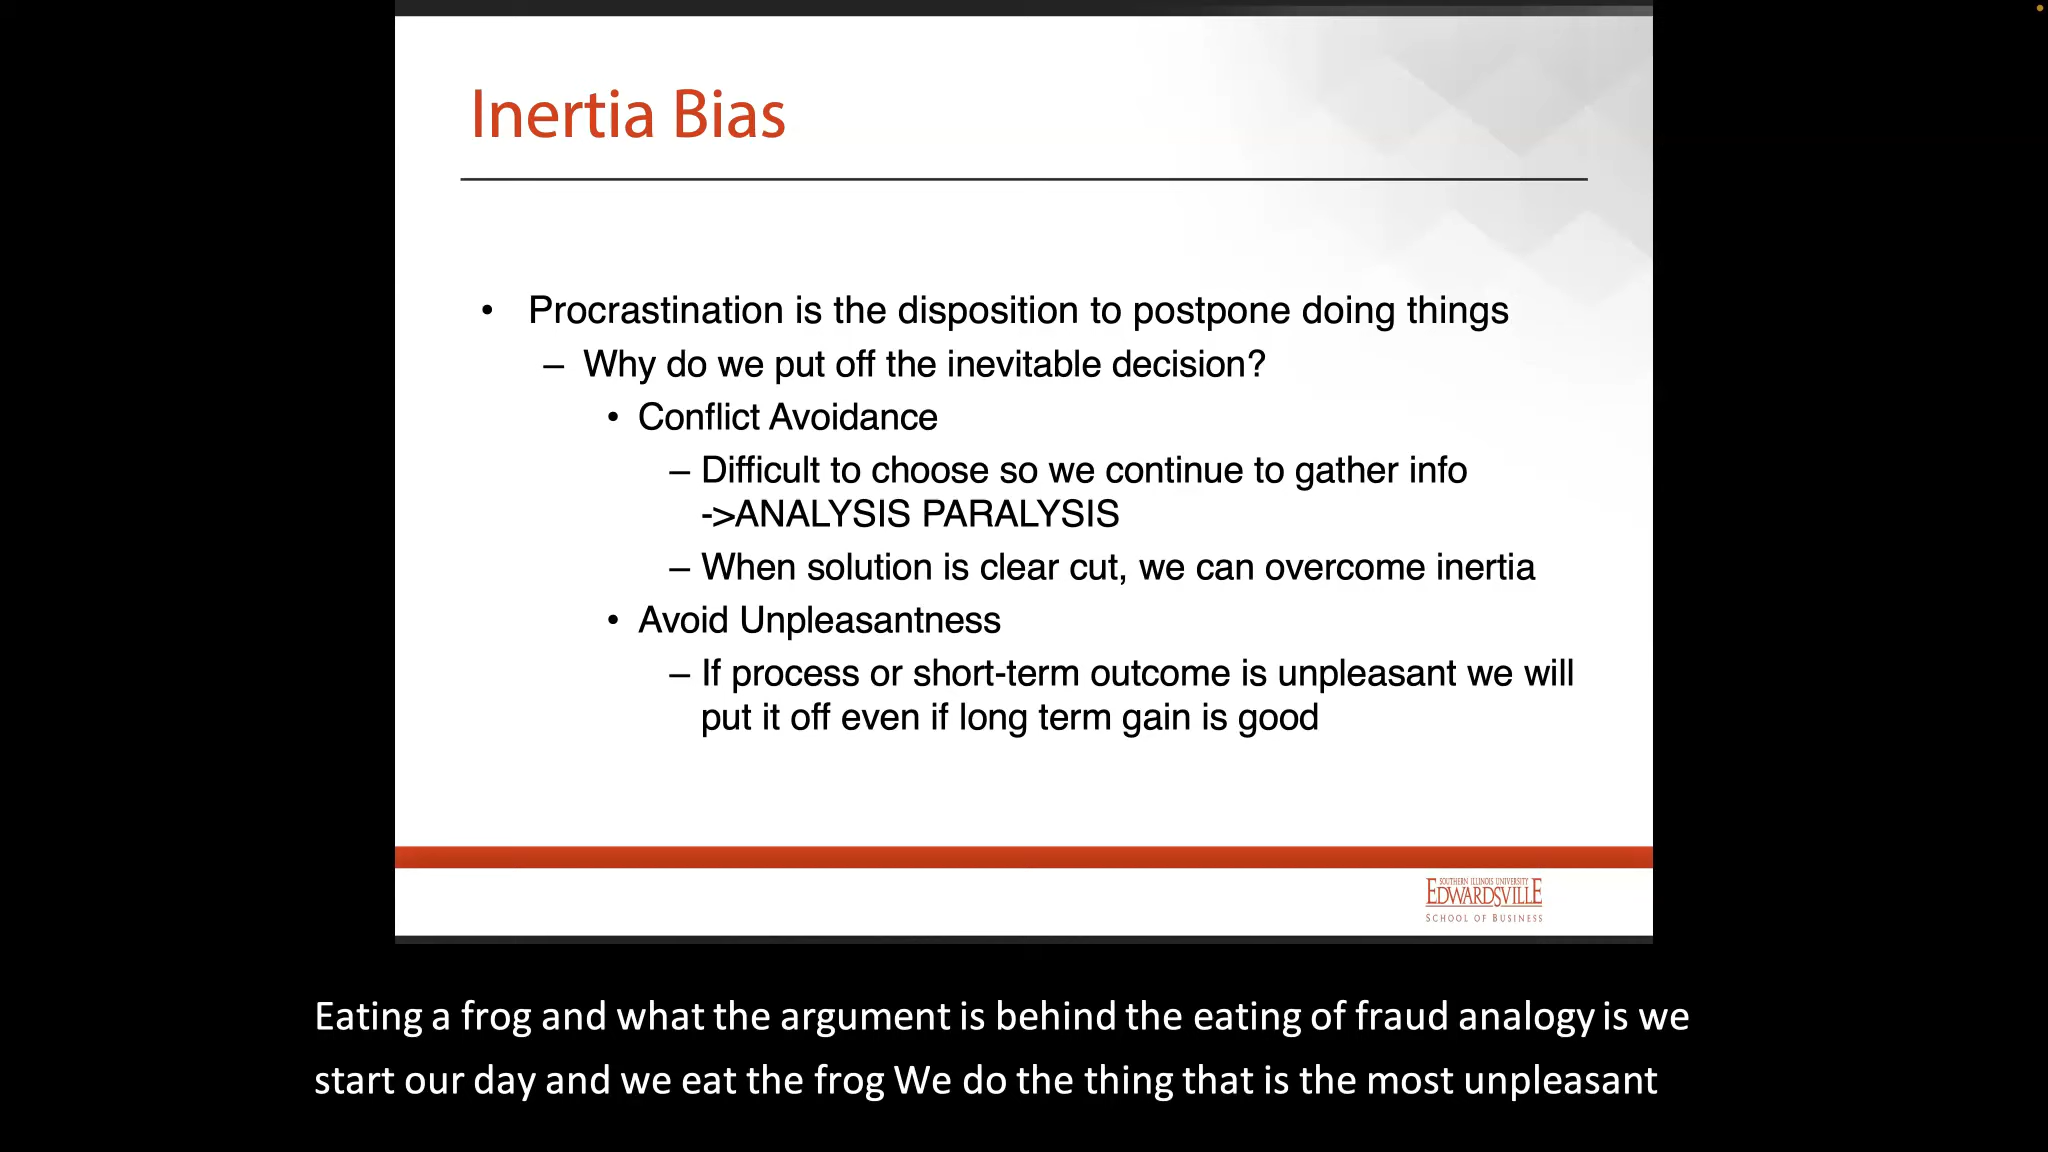 Inertia Bias
• Procrastination is the disposition to postpone doing things
– Why do we put off the inevitable decision?
• Conflict Avoidance
– Difficult to choose so we continue to gather info
->ANALYSIS PARALYSIS
– When solution is clear cut, we can overcome inertia
• Avoid Unpleasantness
– If process or short-term outcome is unpleasant we will
put it off even if long term gain is good
SOUTHERN ILLINOIS UNIVERSITY
EDWARDSVILLE
SCHOOL OF BUSINESS
Eating a frog and what the argument is behind the eating of fraud analogy is we
start our day and we eat the frog We do the thing that is the most unpleasant